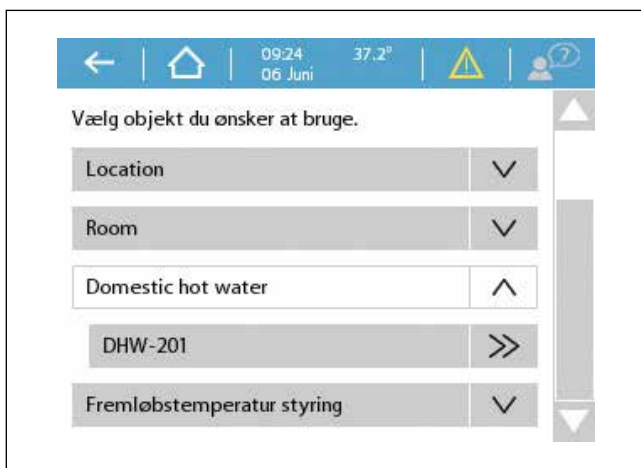 09:24 37.2°
06 Juni
?
Vælg objekt du ønsker at bruge.
Location
Room
Domestic hot water
DHW-201
Fremløbstemperatur styring